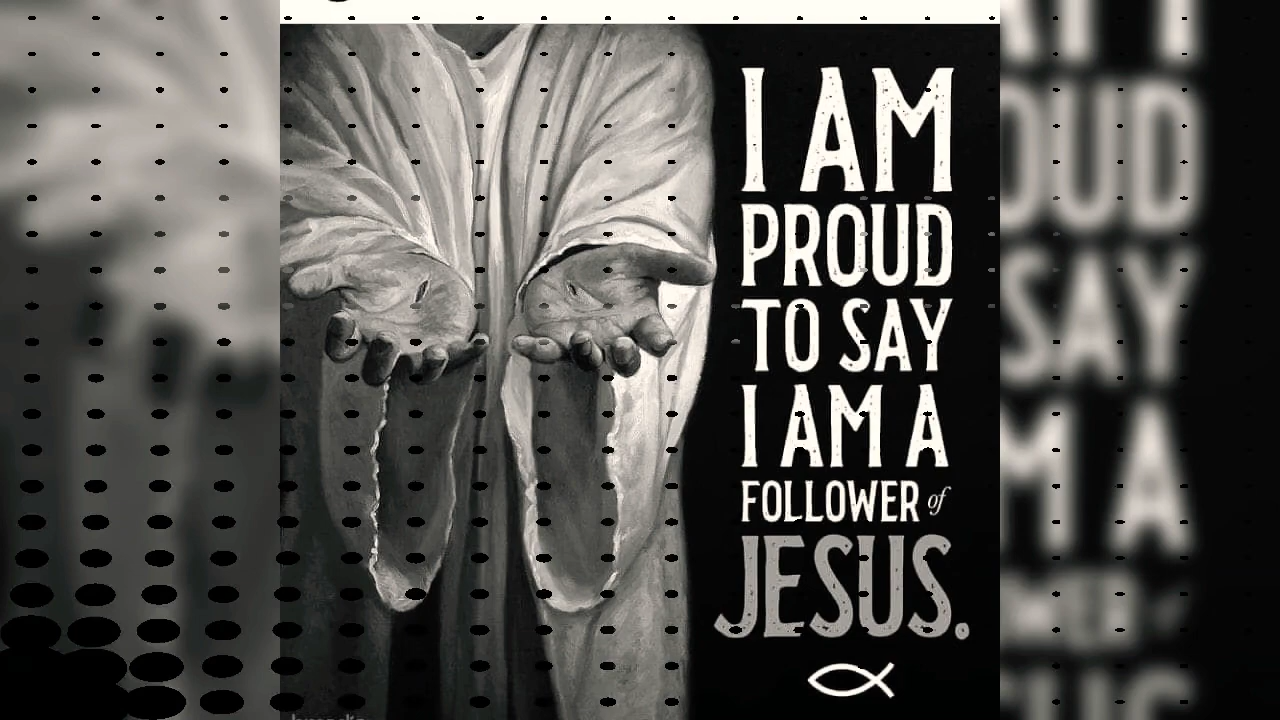 I AM
PROUD
TO SAY
I AM A
FOLLOWER of
JESUS.